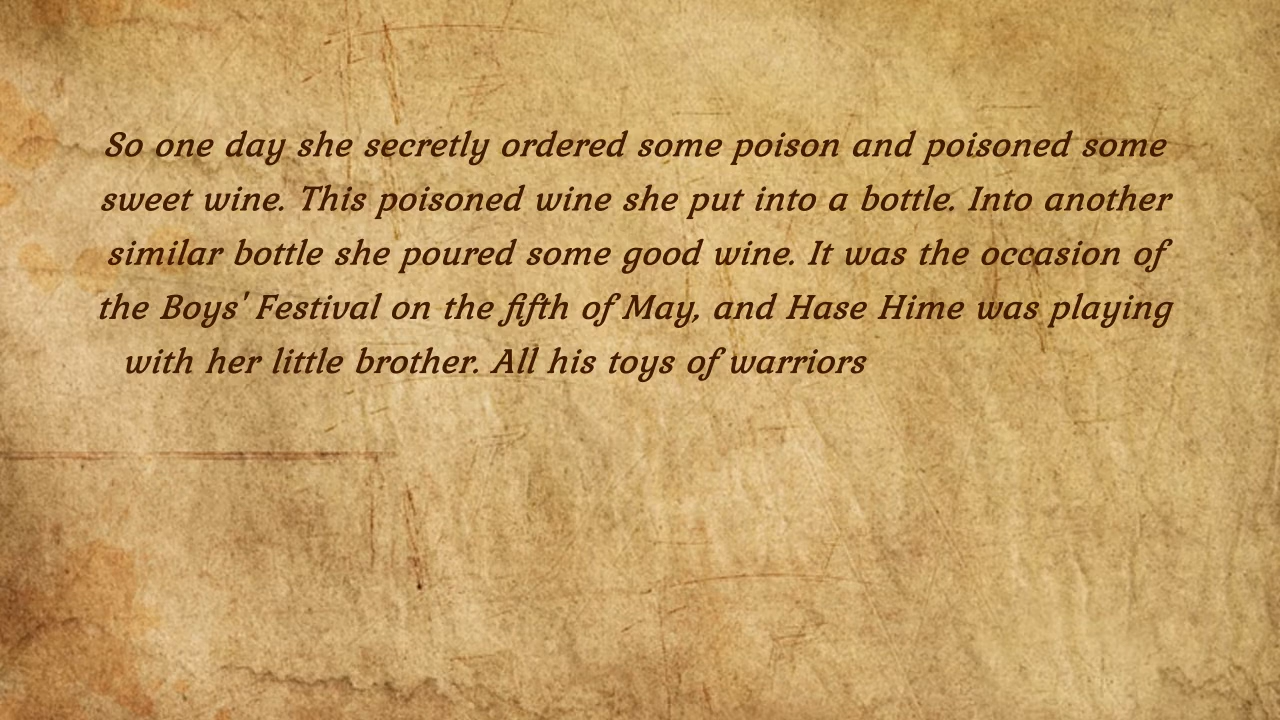 So one day she secretly ordered some poison and poisoned some
sweet wine. This poisoned wine she put into a bottle. Into another
similar bottle she poured some good wine. It was the occasion of
the Boys' Festival on the fifth of May, and Hase Hime was playing
with her little brother. All his toys of warriors